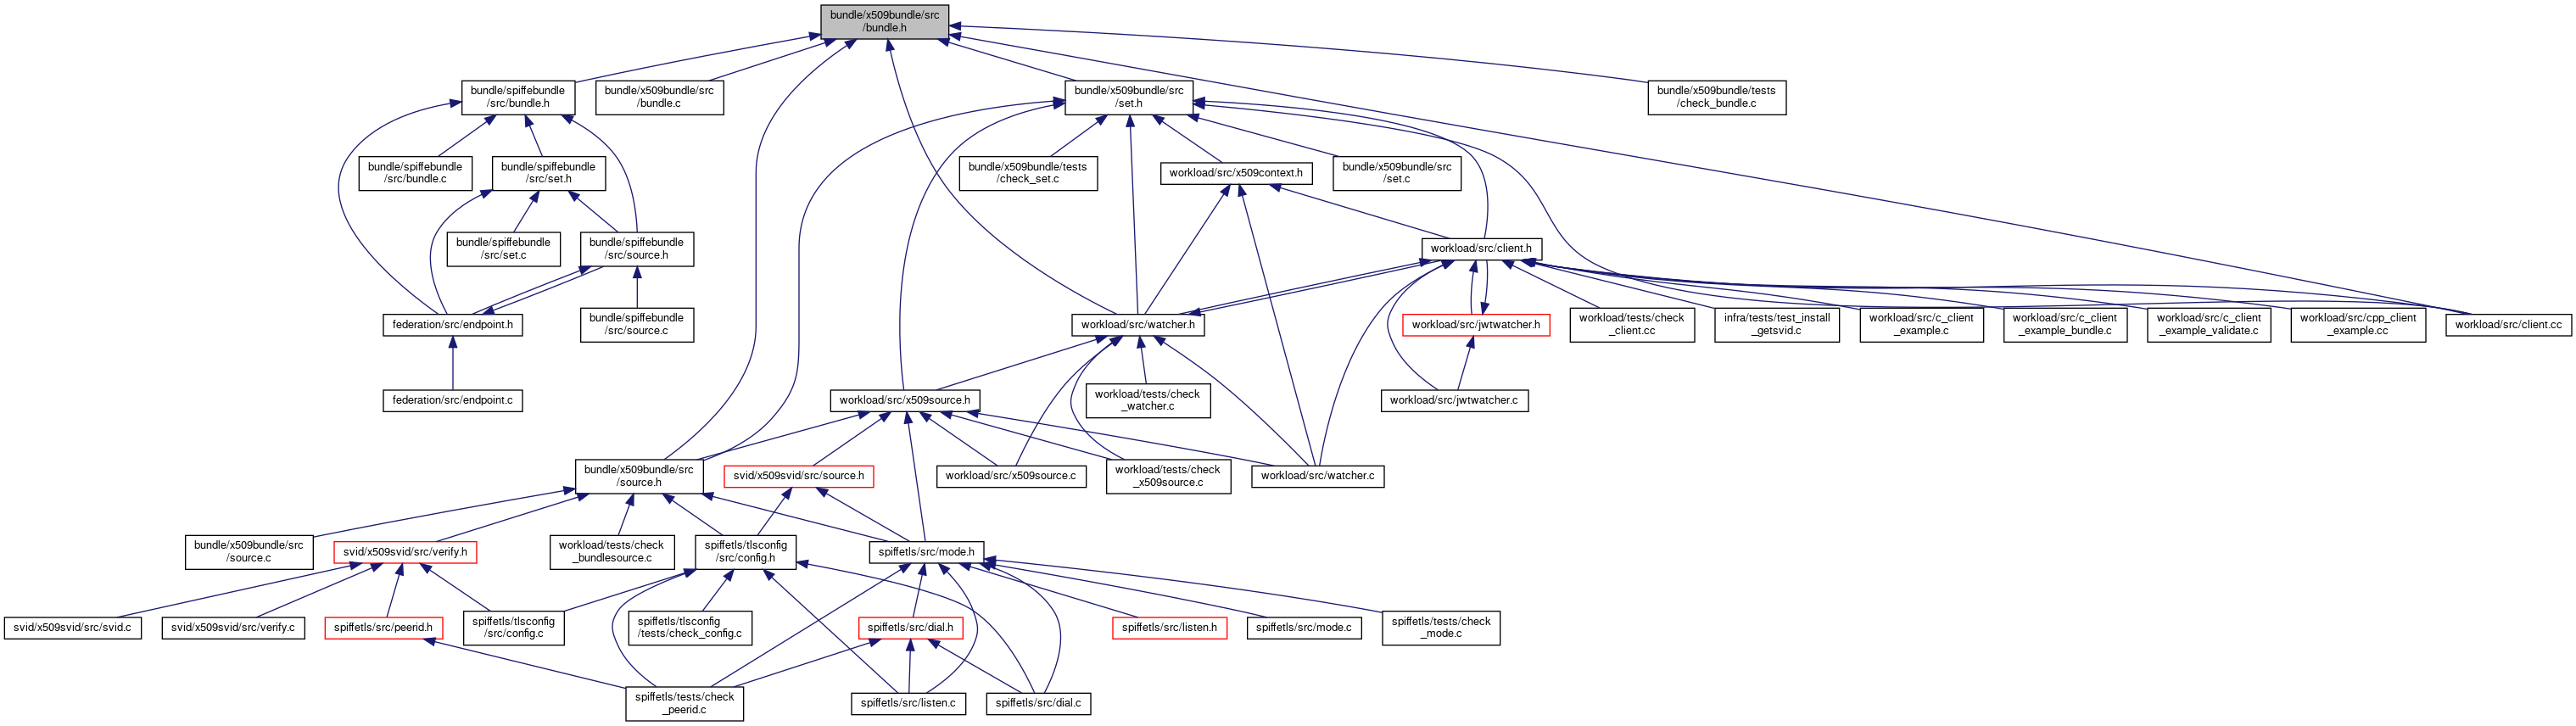 bundle/x509bundle/src
/bundle.h
bundle/spiffebundle
/src/bundle.h
bundle/x509bundle/src
/bundle.c
bundle/x509bundle/src
/set.h
bundle/x509bundle/tests
/check_bundle.c
bundle/spiffebundle
/src/bundle.c
bundle/spiffebundle
/src/set.h
bundle/x509bundle/tests
/check_set.c
workload/src/x509context.h
bundle/x509bundle/src
/set.c
bundle/spiffebundle
/src/set.c
bundle/spiffebundle
/src/source.h
workload/src/client.h
federation/src/endpoint.h
bundle/spiffebundle
/src/source.c
workload/src/watcher.h
workload/src/jwtwatcher.h
workload/tests/check
_client.cc
infra/tests/test_install
_getsvid.c
workload/src/c_client
_example.c
workload/src/c_client
_example_bundle.c
workload/src/c_client
_example_validate.c
workload/src/cpp_client
_example.cc
workload/src/client.cc
federation/src/endpoint.c
workload/src/x509source.h
workload/tests/check
_watcher.c
workload/src/jwtwatcher.c
bundle/x509bundle/src
/source.h
svid/x509svid/src/source.h
workload/src/x509source.c
workload/tests/check
_x509source.c
workload/src/watcher.c
bundle/x509bundle/src
/source.c
svid/x509svid/src/verify.h
workload/tests/check
_bundlesource.c
spiffetls/tlsconfig
/src/config.h
spiffetls/src/mode.h
svid/x509svid/src/svid.c
svid/x509svid/src/verify.c
spiffetls/src/peerid.h
spiffetls/tlsconfig
/src/config.c
spiffetls/tlsconfig
/tests/check_config.c
spiffetls/src/dial.h
spiffetls/src/listen.h
spiffetls/src/mode.c
spiffetls/tests/check
_mode.c
spiffetls/tests/check
_peerid.c
spiffetls/src/listen.c
spiffetls/src/dial.c